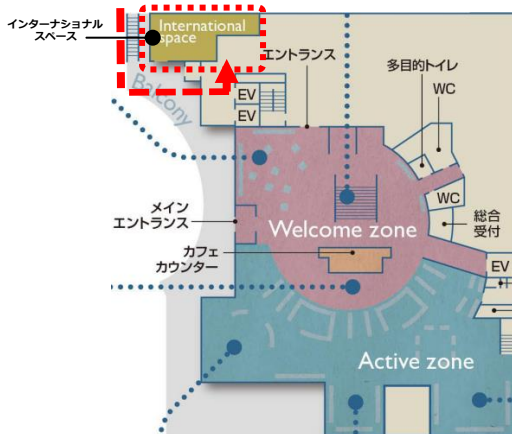 インターナショナル
スペース
International
space
エントランス
多目的トイレ
WC
EV
EV
Balcony
WC
メイン
エントランス
Welcome zone
総合
受付
カフェ
カウンター
EV
Active zone